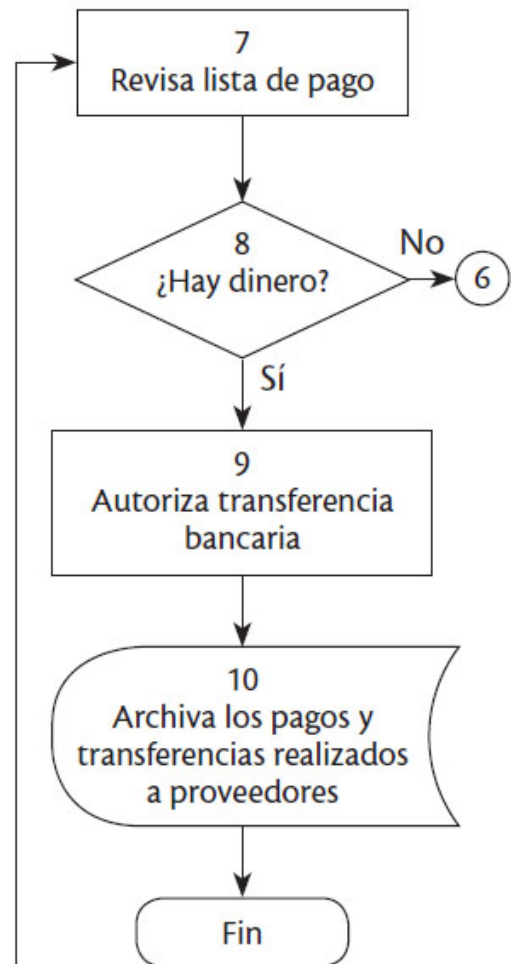 7
Revisa lista de pago
8
¿Hay dinero?
No
6
Sí
9
Autoriza transferencia
bancaria
10
Archiva los pagos y
transferencias realizados
a proveedores
Fin